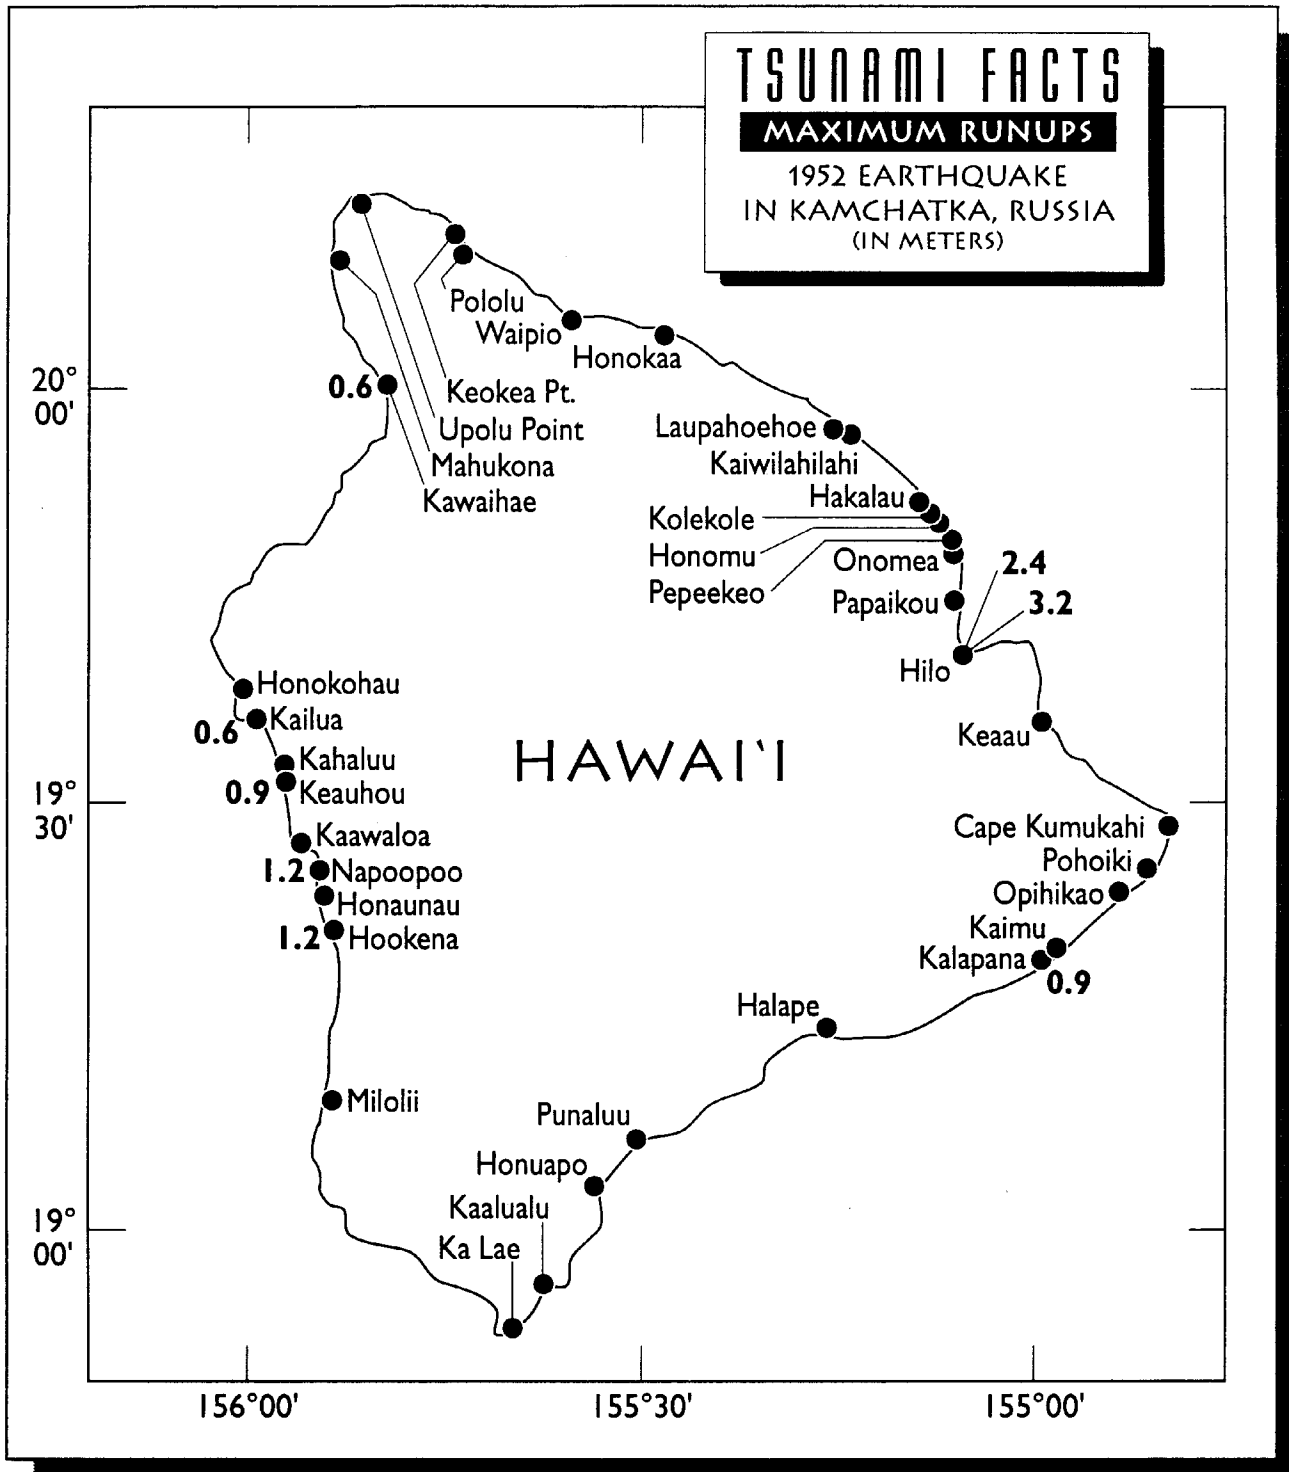 TSUNAMI FACTS
MAXIMUM RUNUPS
1952 EARTHQUAKE
IN KAMCHATKA, RUSSIA
(IN METERS)
Pololu
Waipio
Honokaa
20°
00'
0.6
Keokea Pt.
Upolu Point
Mahukona
Kawaihae
Laupahoehoe
Kaiwilahilahi
Hakalau
Kolekole
Honomu
Pepeekeo
Onomea
Papaikou
2.4
3.2
Hilo
Honokohau
Kailua
0.6
Kahaluu
0.9
Keauhou
HAWAI‘I
Keaau
19°
30'
Kaawaloa
1.2
Napoopoo
Honaunau
1.2
Hookena
Cape Kumukahi
Pohoiki
Opihikao
Kaimu
Kalapana
0.9
Halape
Milolii
Punaluu
Honuapo
Kaalualu
Ka Lae
19°
00'
156°00'
155°30'
155°00'